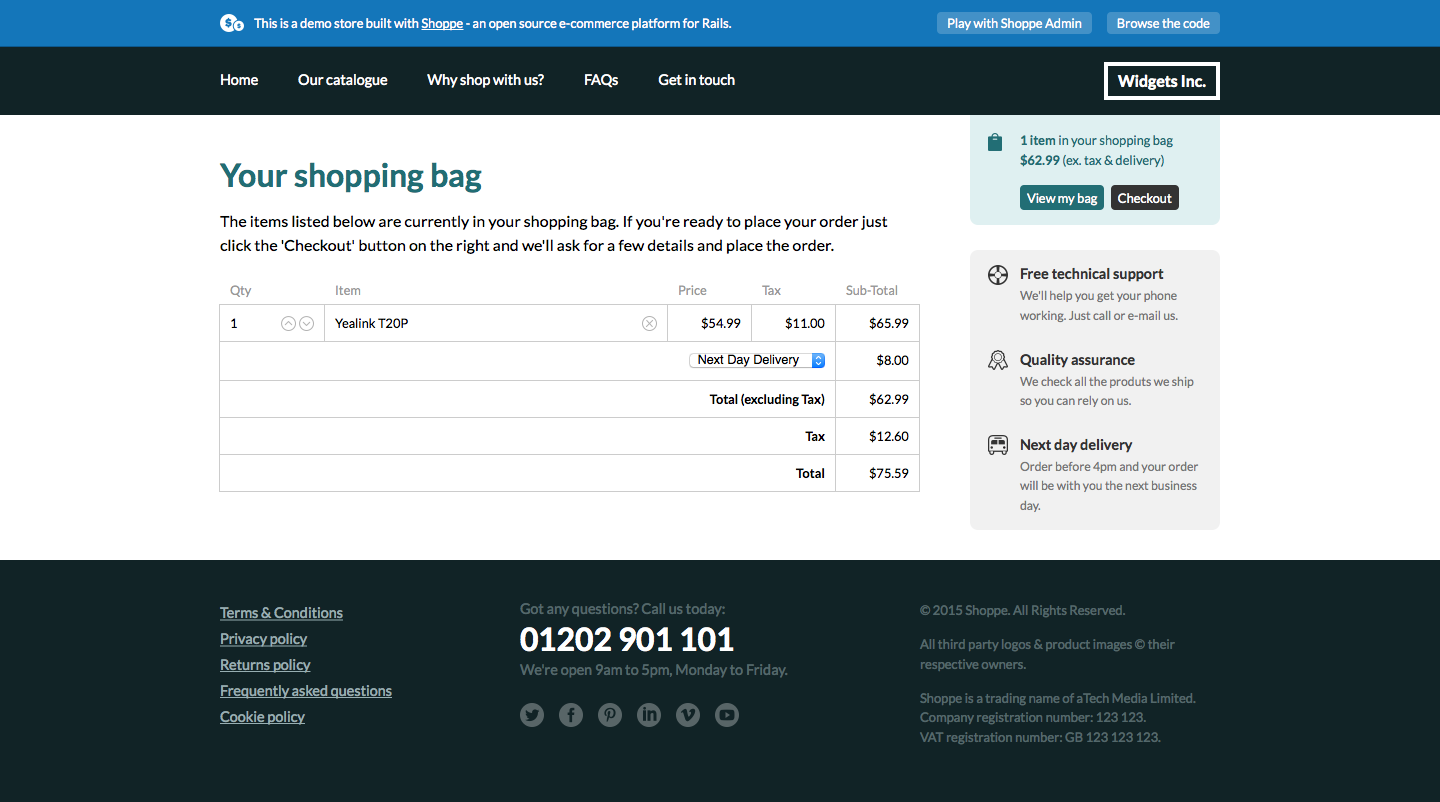 This is a demo store built with Shoppe - an open source e-commerce platform for Rails.
Play with Shoppe Admin
Browse the code
Home
Our catalogue
Why shop with us?
FAQs
Get in touch
Widgets Inc.
1 item in your shopping bag
$62.99 (ex. tax & delivery)
View my bag
Checkout
Your shopping bag
The items listed below are currently in your shopping bag. If you're ready to place your order just
click the 'Checkout' button on the right and we'll ask for a few details and place the order.
Qty Item Price Tax Sub-Total
1 Yealink T20P $54.99 $11.00 $65.99
Next Day Delivery $8.00
Total (excluding Tax) $62.99
Tax $12.60
Total $75.59
Free technical support
We'll help you get your phone
working. Just call or e-mail us.
Quality assurance
We check all the produts we ship
so you can rely on us.
Next day delivery
Order before 4pm and your order
will be with you the next business
day.
Terms & Conditions
Privacy policy
Returns policy
Frequently asked questions
Cookie policy
Got any questions? Call us today:
01202 901 101
We're open 9am to 5pm, Monday to Friday.
© 2015 Shoppe. All Rights Reserved.
All third party logos & product images © their
respective owners.
Shoppe is a trading name of aTech Media Limited.
Company registration number: 123 123.
VAT registration number: GB 123 123 123.